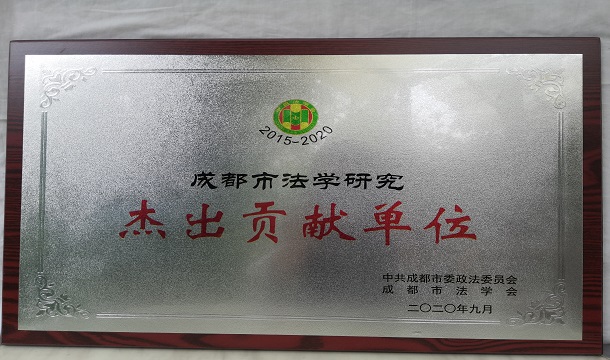 2015-2020
成都市法学研究
杰出贡献单位
中共成都市委政法委员会
成都市法学会
二〇二〇年九月